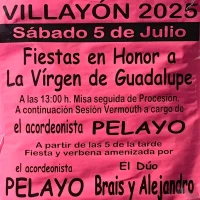 VILLAYÓN 2025
Sábado 5 de Julio
Fiestas en Honor a
La Vírgen de Guadalupe
A las 13:00 h. Misa seguida de Procesión.
A continuación Sesión Vermouth a cargo de
el acordeonista PELAYO
A partir de las 5 de la tarde
Fiesta y verbena amenizada por
el acordeonista El Dúo
PELAYO Brais y Alejandro